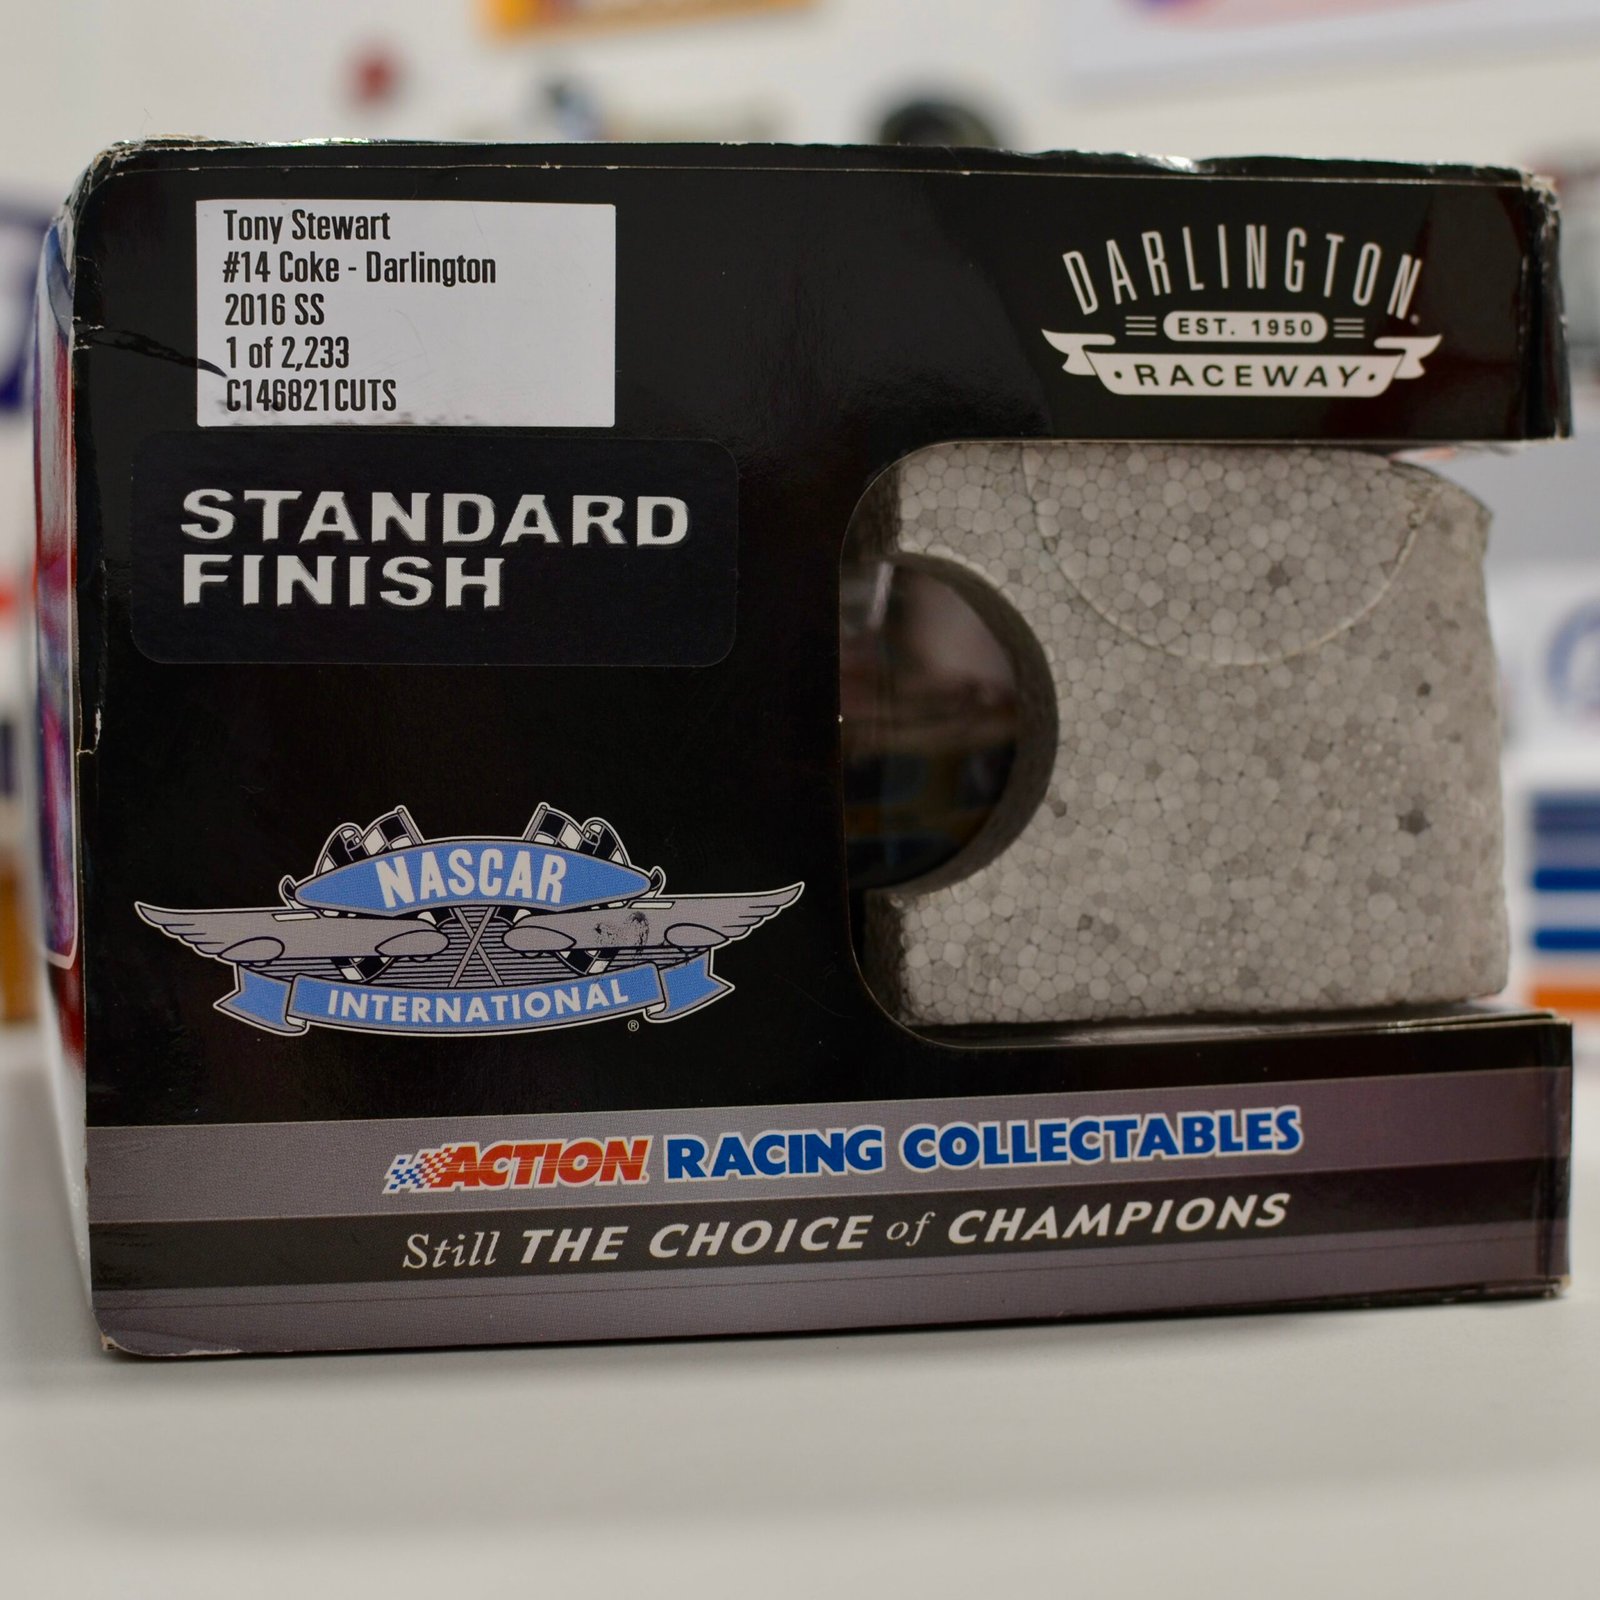 Tony Stewart
#14 Coke - Darlington
2016 SS
1 of 2,233
C146821CUTS
DARLINGTON
EST. 1950
RACEWAY
STANDARD
FINISH
NASCAR
INTERNATIONAL ®
ACTION RACING COLLECTABLES
Still THE CHOICE of CHAMPIONS